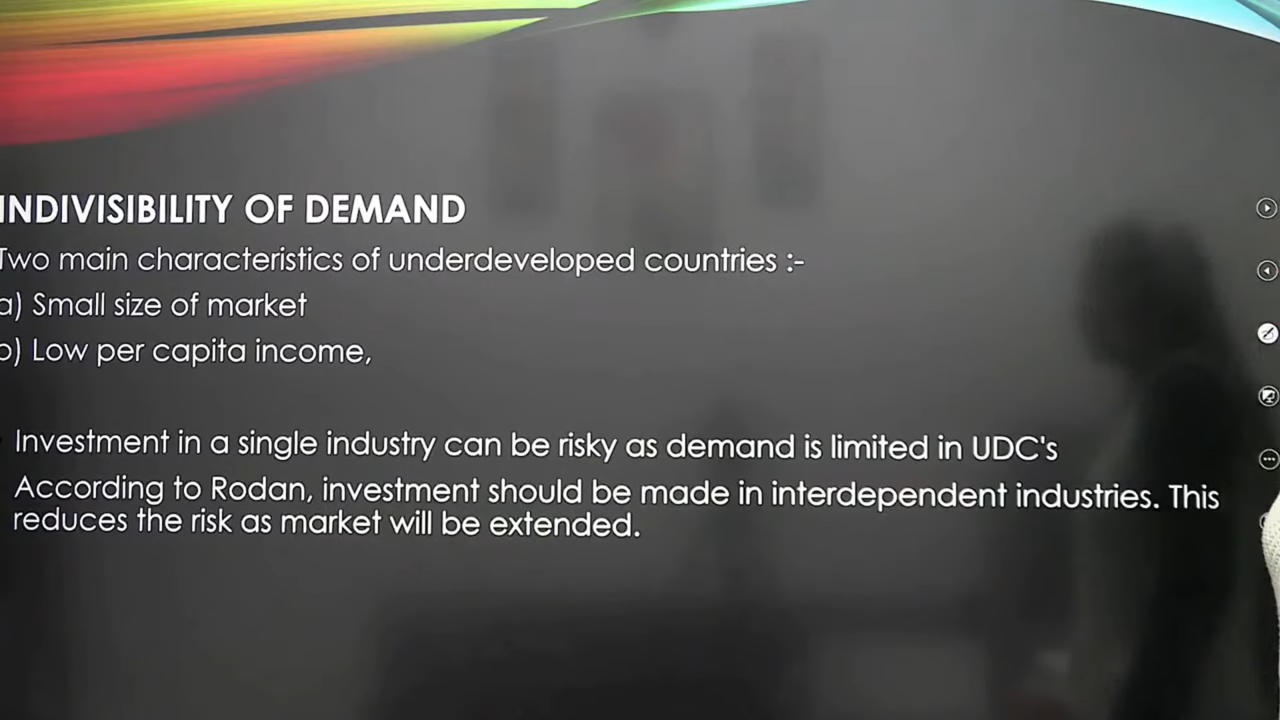 INDIVISIBILITY OF DEMAND
Two main characteristics of underdeveloped countries :-
a) Small size of market
b) Low per capita income,
Investment in a single industry can be risky as demand is limited in UDC's
According to Rodan, investment should be made in interdependent industries. This
reduces the risk as market will be extended.